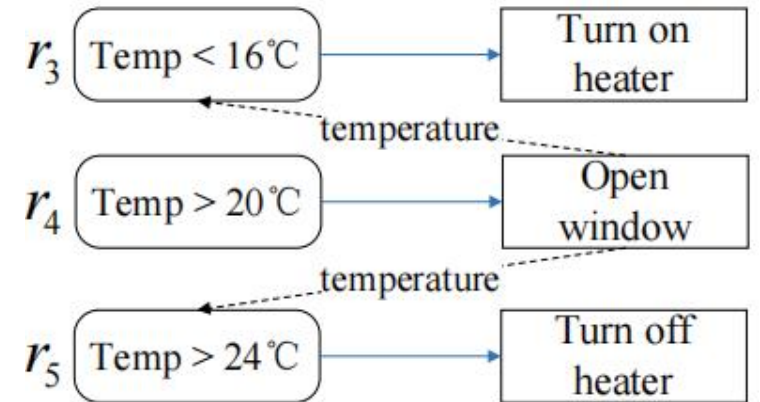 r3 Temp < 16℃ Turn on heater
temperature
r4 Temp > 20℃ Open window
temperature
r5 Temp > 24℃ Turn off heater